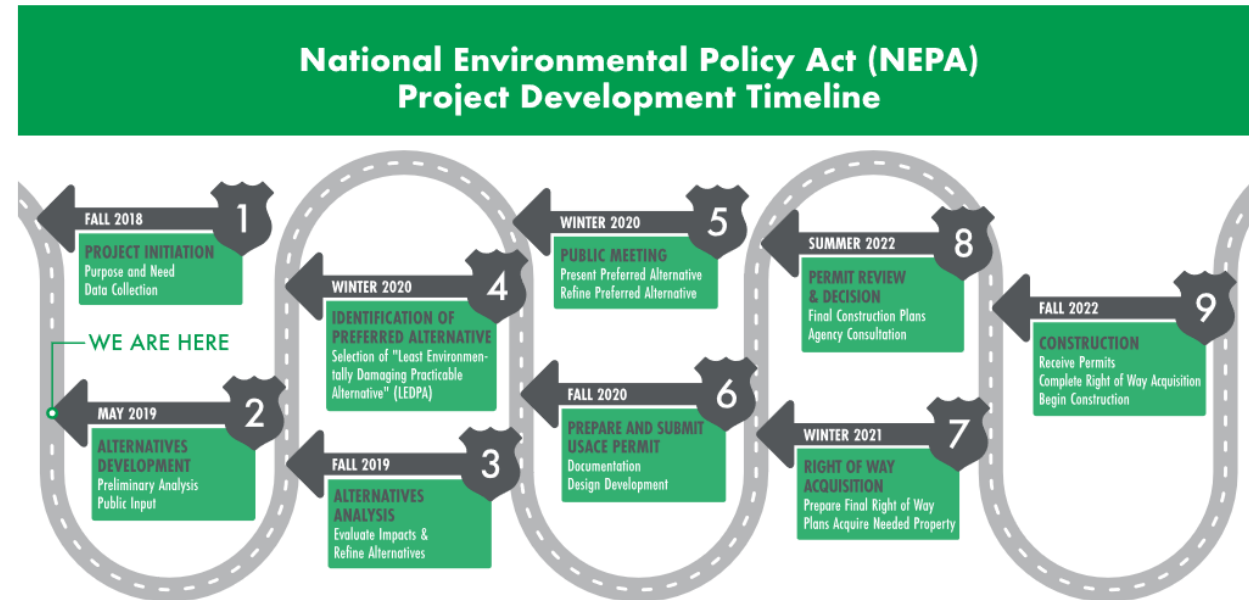 National Environmental Policy Act (NEPA)
Project Development Timeline
1
FALL 2018
PROJECT INITIATION
Purpose and Need
Data Collection
WE ARE HERE
2
MAY 2019
ALTERNATIVES
DEVELOPMENT
Preliminary Analysis
Public Input
3
FALL 2019
ALTERNATIVES
ANALYSIS
Evaluate Impacts &
Refine Alternatives
4
WINTER 2020
IDENTIFICATION OF
PREFERRED ALTERNATIVE
Selection of "Least Environmen-
tally Damaging Practicable
Alternative" (LEDPA)
5
WINTER 2020
PUBLIC MEETING
Present Preferred Alternative
Refine Preferred Alternative
6
FALL 2020
PREPARE AND SUBMIT
USACE PERMIT
Documentation
Design Development
7
WINTER 2021
RIGHT OF WAY
ACQUISITION
Prepare Final Right of Way
Plans Acquire Needed Property
8
SUMMER 2022
PERMIT REVIEW
& DECISION
Final Construction Plans
Agency Consultation
9
FALL 2022
CONSTRUCTION
Receive Permits
Complete Right of Way Acquisition
Begin Construction